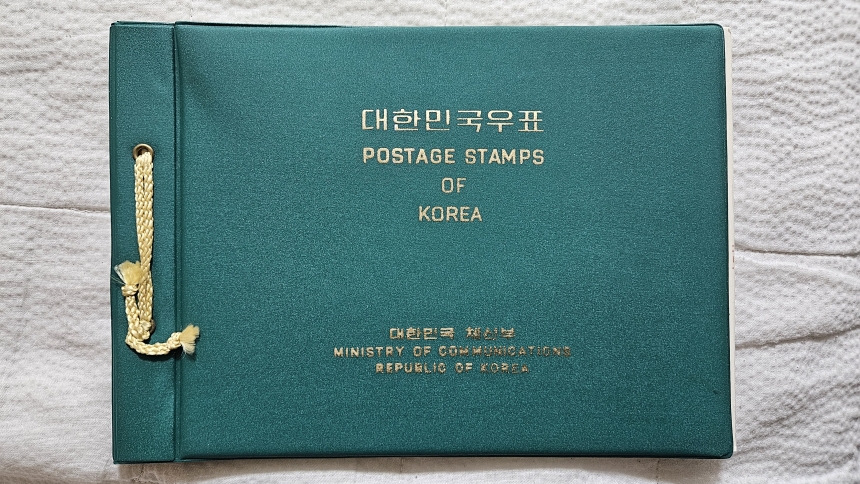 대한민국우표
POSTAGE STAMPS
OF
KOREA
대한민국 체신부
MINISTRY OF COMMUNICATIONS
REPUBLIC OF KOREA